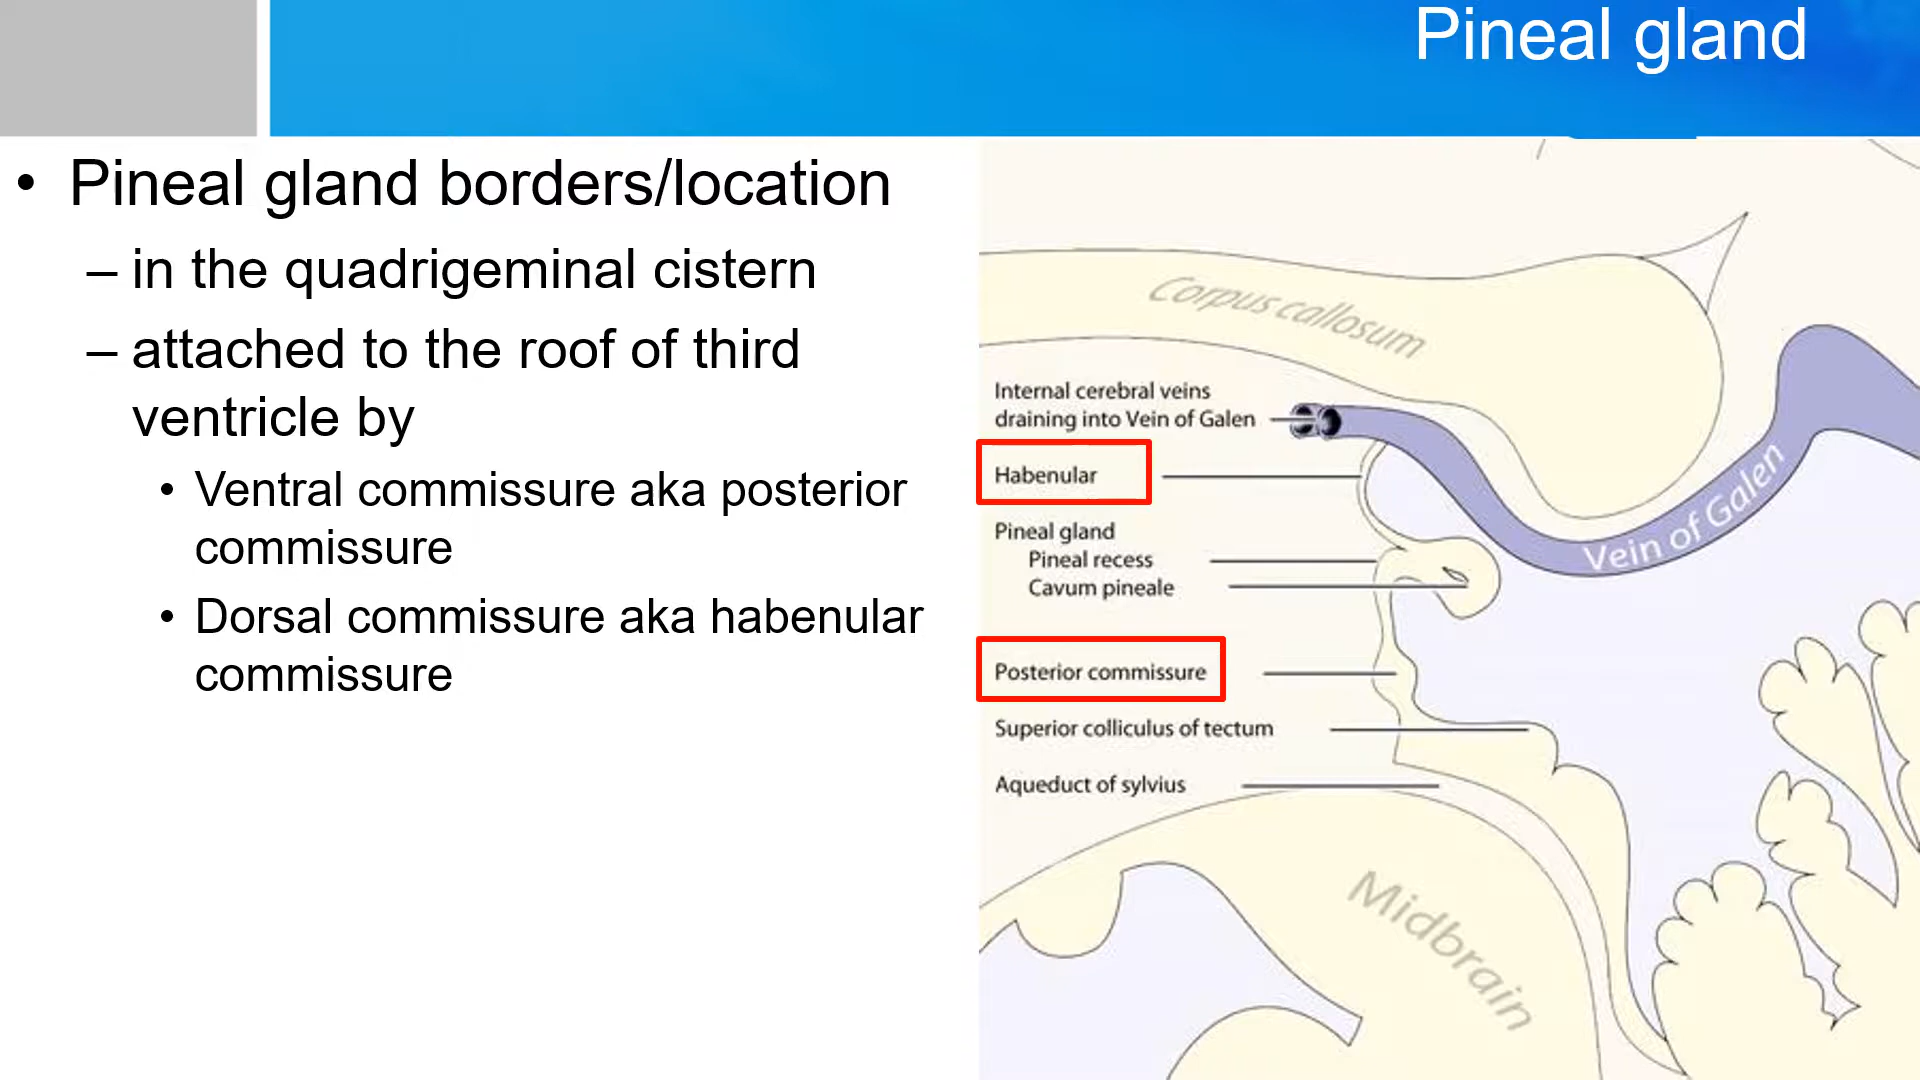 Pineal gland
• Pineal gland borders/location
– in the quadrigeminal cistern
– attached to the roof of third
ventricle by
• Ventral commissure aka posterior
commissure
• Dorsal commissure aka habenular
commissure
Corpus callosum
Internal cerebral veins
draining into Vein of Galen
Habenular
Pineal gland
Pineal recess
Cavum pineale
Vein of Galen
Posterior commissure
Superior colliculus of tectum
Aqueduct of sylvius
Midbrain